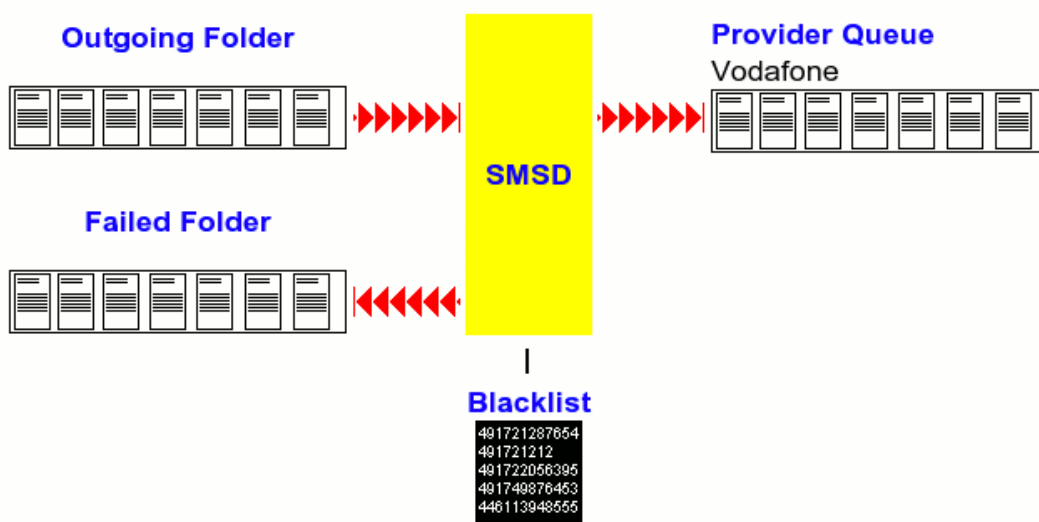 Outgoing Folder
Provider Queue
Vodafone
SMSD
Failed Folder
Blacklist
491721287654
491721212
491722056395
491749876453
446113948555